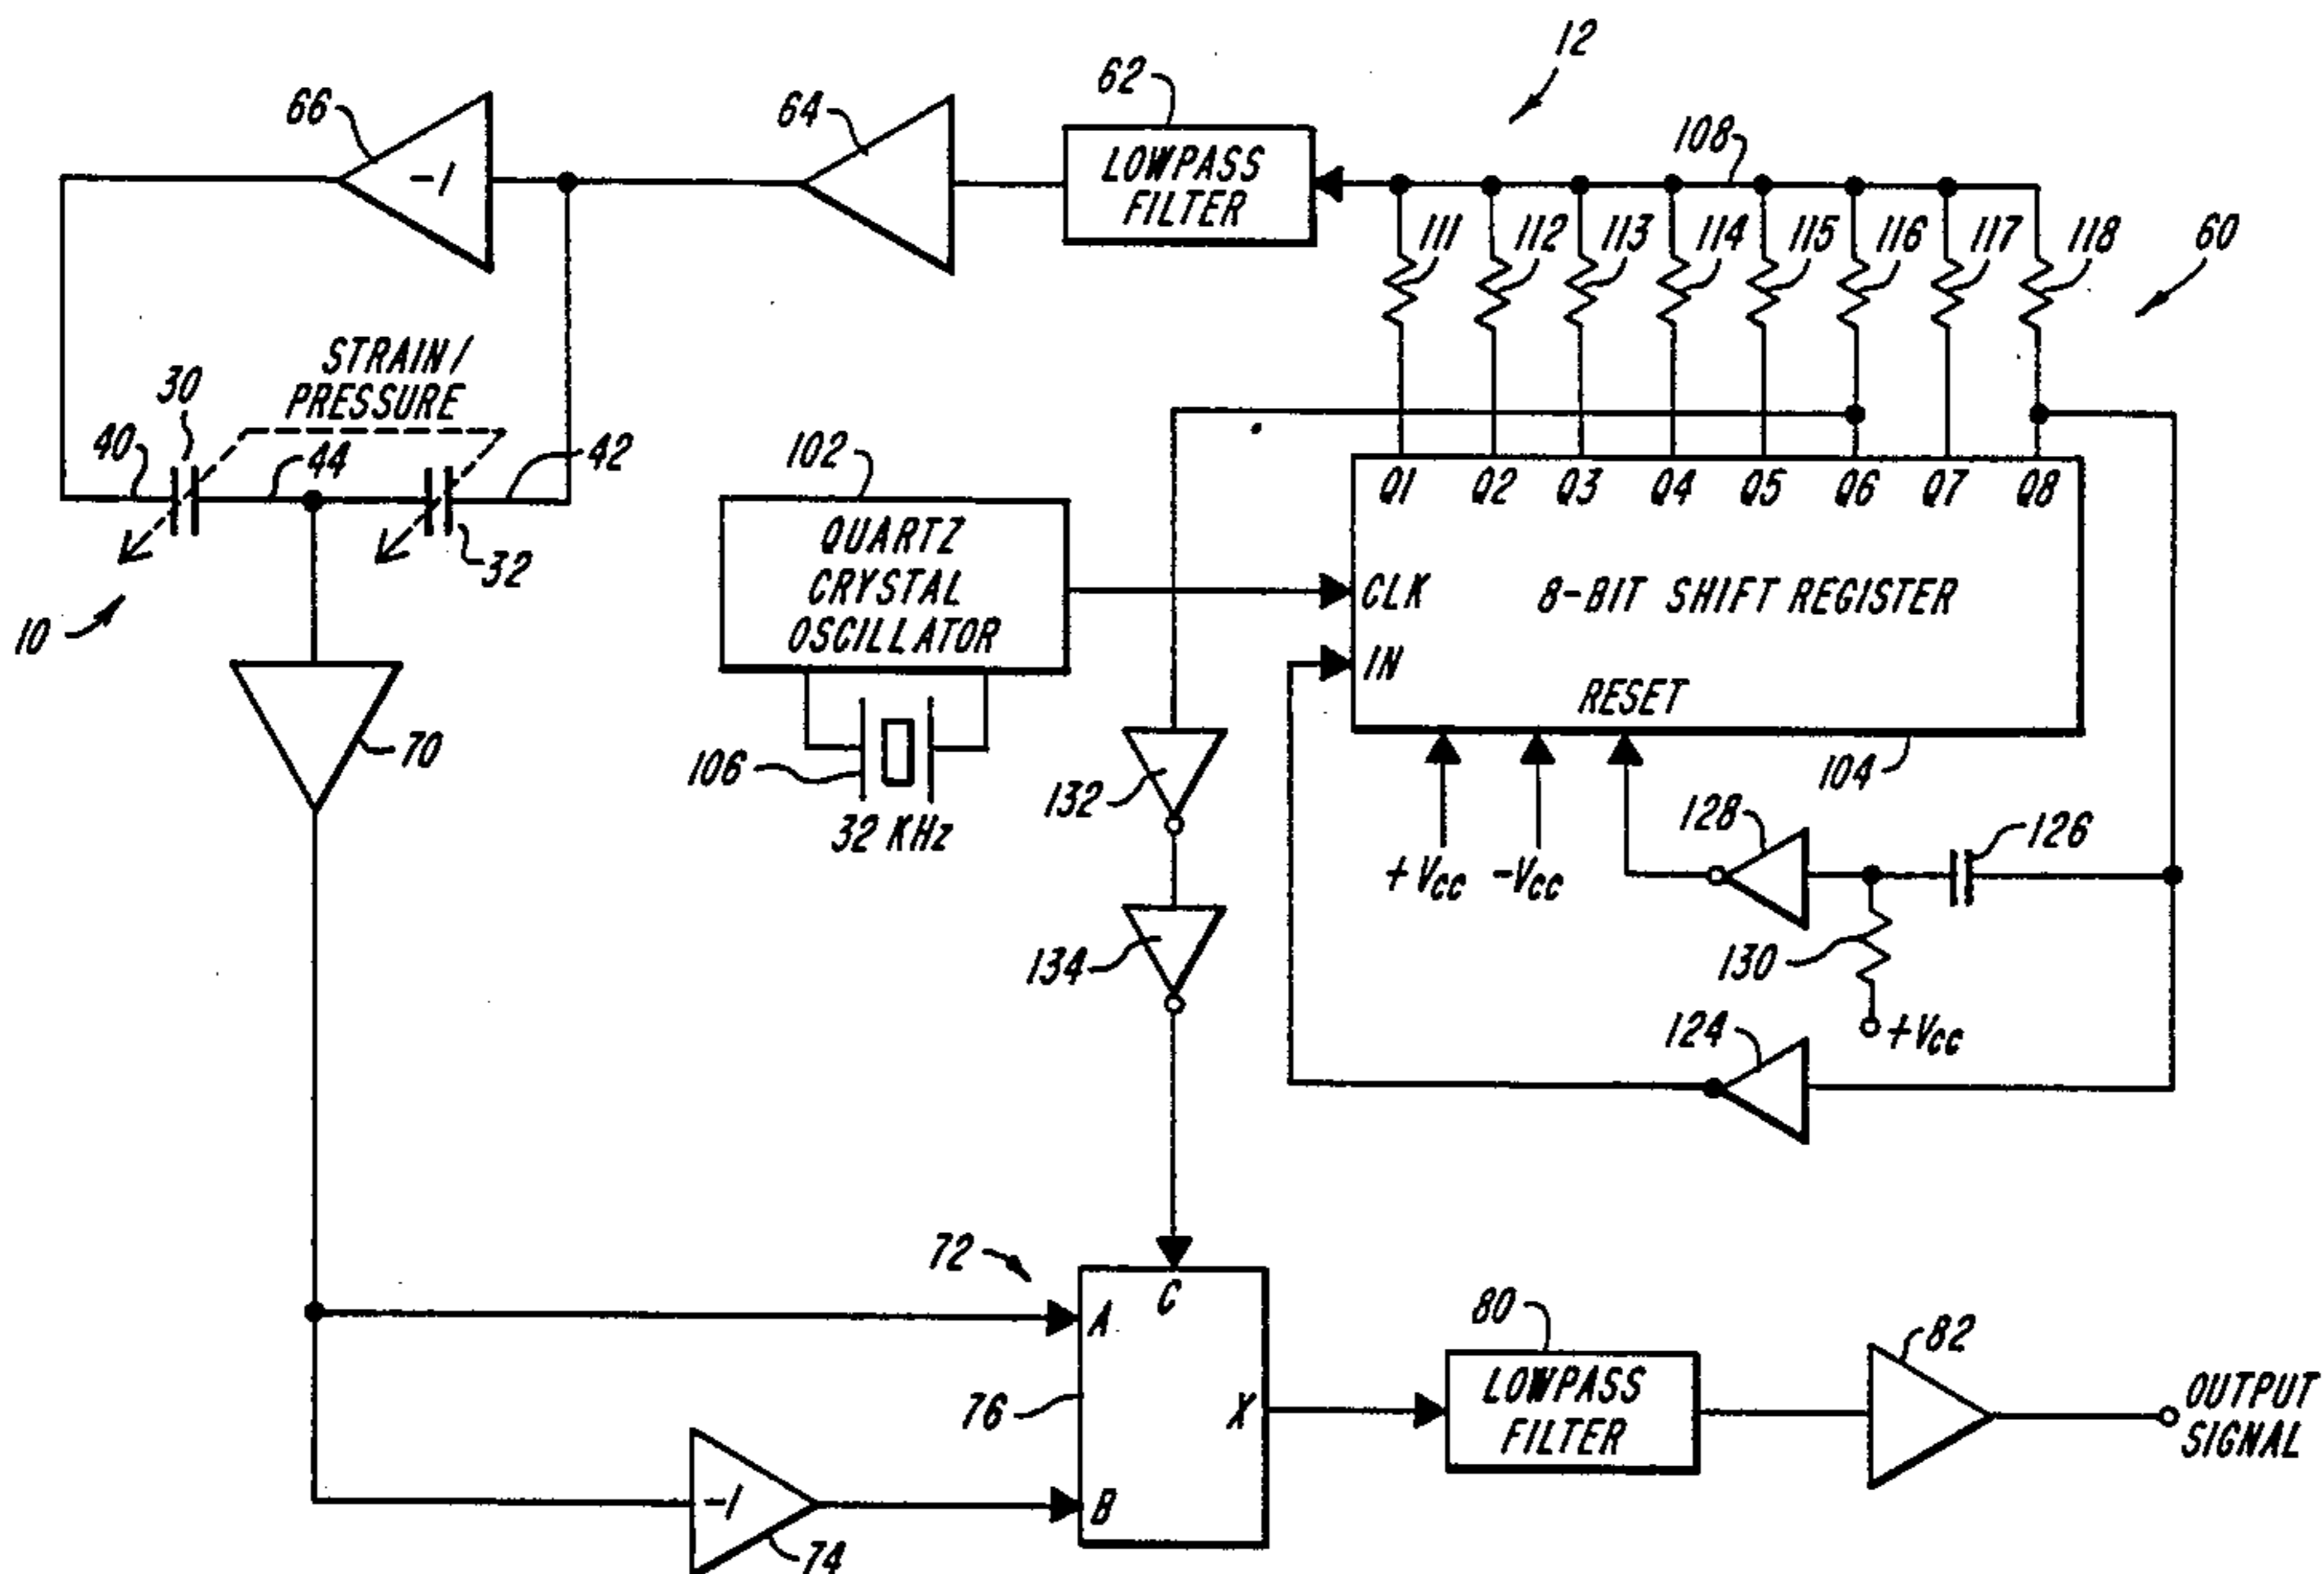 12
62
66
64
108
-1
LOWPASS
FILTER
111
112
113
114
115
116
117
118
60
STRAIN/
PRESSURE
30
40
44
42
32
10
102
Q1 Q2 Q3 Q4 Q5 Q6 Q7 Q8
QUARTZ
CRYSTAL
OSCILLATOR
CLK
8-BIT SHIFT REGISTER
IN
RESET
70
106
32 KHz
132
104
128
126
+VCC
-VCC
134
130
+VCC
124
72
C
A
80
82
76
X
LOWPASS
FILTER
OUTPUT
SIGNAL
-1
B
74